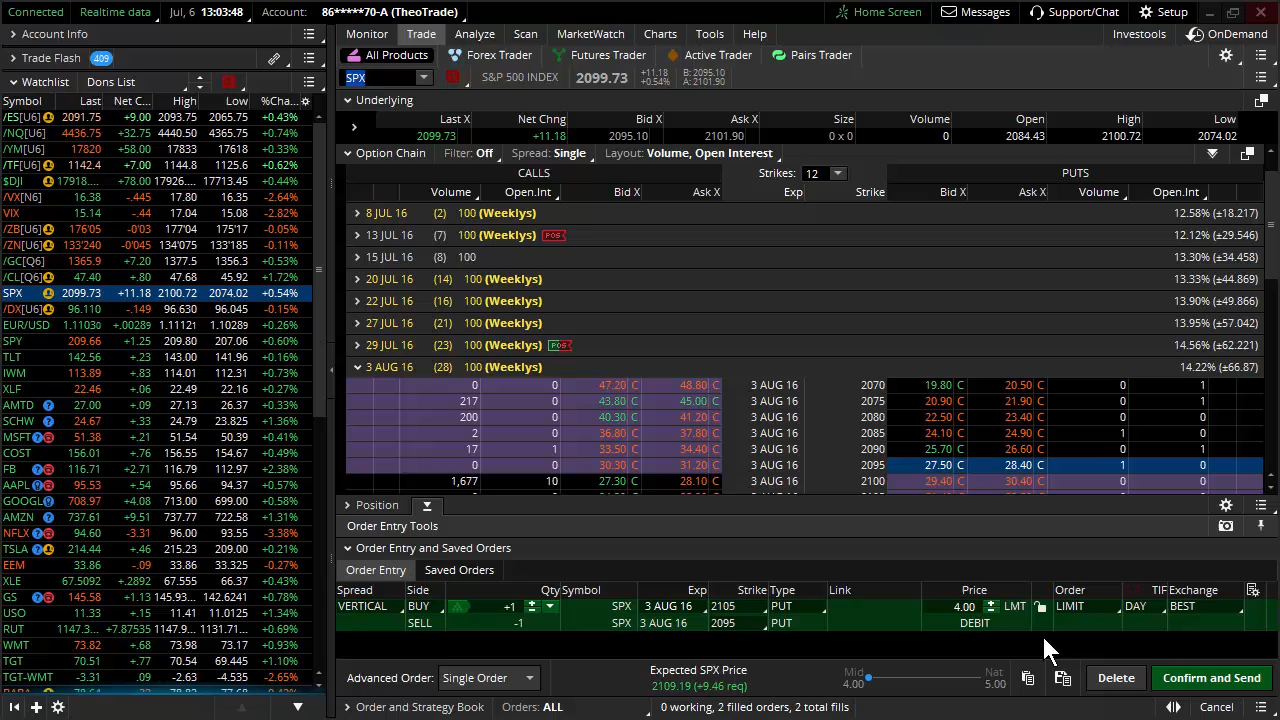 Connected Realtime data Jul, 6 13:03:48 Account: 86*****70-A (TheoTrade) Home Screen Messages Support/Chat Setup
Account Info
Monitor Trade Analyze Scan MarketWatch Charts Tools Help Investools OnDemand
Trade Flash 409
All Products Forex Trader Futures Trader Active Trader Pairs Trader
Watchlist Dons List
SPX S&P 500 INDEX 2099.73 +11.18 +0.54% B: 2095.10 A: 2101.90
Symbol Last Net C... High Low %Cha...
/ES[U6] 2091.75 +9.00 2093.75 2065.75 +0.43%
/NQ[U6] 4436.75 +32.75 4440.50 4365.75 +0.74%
/YM[U6] 17820 +58.00 17833 17618 +0.33%
/TF[U6] 1142.4 +7.00 1144.8 1125.6 +0.62%
$DJI 17918.... +78.00 17926.... 17713.45 +0.44%
/VX[N6] 16.38 -.445 17.80 16.35 -2.64%
VIX 15.14 -.44 17.04 15.08 -2.82%
/ZB[U6] 176'05 -0'03 177'04 175'17 -0.05%
/ZN[U6] 133'240 -0'045 134'075 133'185 -0.11%
/GC[Q6] 1365.9 +7.20 1377.5 1356.4 +0.53%
/CL[Q6] 47.40 +.80 47.68 45.92 +1.72%
SPX 2099.73 +11.18 2100.72 2074.02 +0.54%
/DX[U6] 96.110 -.149 96.630 96.045 -0.15%
EUR/USD 1.11030 +.00289 1.11121 1.10289 +0.26%
SPY 209.66 +1.25 209.80 207.06 +0.60%
TLT 142.56 +.23 143.00 141.96 +0.16%
IWM 113.89 +.83 114.01 112.31 +0.73%
XLF 22.46 +.06 22.49 22.16 +0.27%
AMTD 27.00 +.09 27.13 26.37 +0.33%
SCHW 24.67 +.33 24.79 23.825 +1.36%
MSFT 51.38 +.21 51.54 50.39 +0.41%
COST 156.01 +.76 156.55 154.67 +0.49%
FB 116.71 +2.71 116.79 112.97 +2.38%
AAPL 95.53 +.54 95.66 94.37 +0.57%
GOOGL 708.97 +4.08 713.00 699.00 +0.58%
AMZN 737.61 +9.51 737.77 722.58 +1.31%
NFLX 94.60 -3.31 96.00 93.55 -3.38%
TSLA 214.44 +.46 215.23 209.00 +0.21%
EEM 33.86 -.09 33.86 33.325 -0.27%
XLE 67.5092 +.2892 67.555 66.37 +0.43%
GS 145.58 +1.13 145.93... 142.6241 +0.78%
USO 11.33 +.15 11.41 11.0125 +1.34%
RUT 1147.3... +7.87535 1147.9... 1131.71... +0.69%
WMT 73.82 +.68 73.98 73.17 +0.93%
TGT 70.51 +.77 70.54 69.445 +1.10%
TGT-WMT -3.31 .09 -2.63 -4.535 -2.65%
Underlying
Last X Net Chng Bid X Ask X Size Volume Open High Low
2099.73 +11.18 2095.10 2101.90 0 x 0 0 2084.43 2100.72 2074.02
Option Chain Filter: Off Spread: Single Layout: Volume, Open Interest
CALLS Strikes: 12 PUTS
Volume Open.Int Bid X Ask X Exp Strike Bid X Ask X Volume Open.Int
8 JUL 16 (2) 100 (Weeklys) 12.58% (±18.217)
13 JUL 16 (7) 100 (Weeklys) POS 12.12% (±29.546)
15 JUL 16 (8) 100 13.30% (±34.458)
20 JUL 16 (14) 100 (Weeklys) 13.33% (±44.869)
22 JUL 16 (16) 100 (Weeklys) 13.90% (±49.866)
27 JUL 16 (21) 100 (Weeklys) 13.95% (±57.042)
29 JUL 16 (23) 100 (Weeklys) POS 14.56% (±62.221)
3 AUG 16 (28) 100 (Weeklys) 14.22% (±66.87)
0 0 47.20 C 48.80 C 3 AUG 16 2070 19.80 C 20.50 C 0 1
217 0 43.80 C 45.00 C 3 AUG 16 2075 20.90 C 21.90 C 0 1
200 0 40.30 C 41.20 C 3 AUG 16 2080 22.50 C 23.40 C 0 0
2 0 36.80 C 37.80 C 3 AUG 16 2085 24.10 C 24.90 C 1 0
17 1 33.50 C 34.40 C 3 AUG 16 2090 25.70 C 26.60 C 0 1
0 0 30.30 C 31.20 C 3 AUG 16 2095 27.50 C 28.40 C 1 0
1,677 10 27.30 C 28.10 C 3 AUG 16 2100 29.40 C 30.40 C 0 0
Position
Order Entry Tools
Order Entry and Saved Orders
Order Entry Saved Orders
Spread Side Qty Symbol Exp Strike Type Link Price Order TIF Exchange
VERTICAL BUY +1 SPX 3 AUG 16 2105 PUT 4.00 LMT LIMIT DAY BEST
SELL -1 SPX 3 AUG 16 2095 PUT DEBIT
Advanced Order: Single Order Expected SPX Price 2109.19 (+9.46 req) Mid 4.00 Nat 5.00 Delete Confirm and Send
Order and Strategy Book Orders: ALL 0 working, 2 filled orders, 2 total fills Cancel